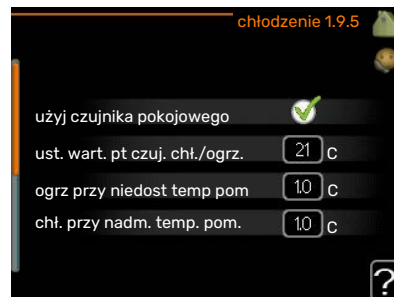 chłodzenie 1.9.5
użyj czujnika pokojowego
ust. wart. pt czuj. chł./ogrz. 21 C
ogrz przy niedost temp pom 1.0 C
chł. przy nadm. temp. pom. 1.0 C
?